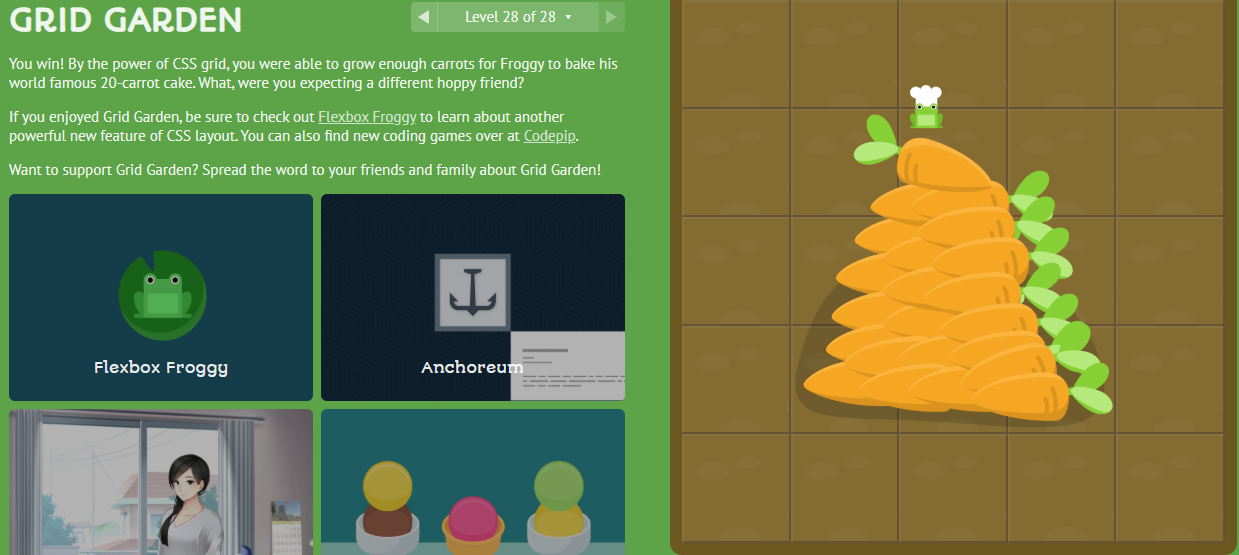 GRID GARDEN
Level 28 of 28
You win! By the power of CSS grid, you were able to grow enough carrots for Froggy to bake his
world famous 20-carrot cake. What, were you expecting a different hoppy friend?
If you enjoyed Grid Garden, be sure to check out Flexbox Froggy to learn about another
powerful new feature of CSS layout. You can also find new coding games over at Codepip.
Want to support Grid Garden? Spread the word to your friends and family about Grid Garden!
Flexbox Froggy
Anchoreum